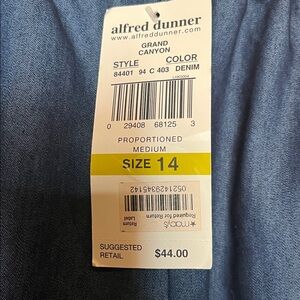 alfred dunner
www.alfreddunner.com
GRAND
CANYON
STYLE COLOR
84401 94 C 403 DENIM
0 29408 68125 3
PROPORTIONED
MEDIUM
SIZE 14
0521429345142
★macy's
Required for Return
Return
Label
SUGGESTED
RETAIL $44.00